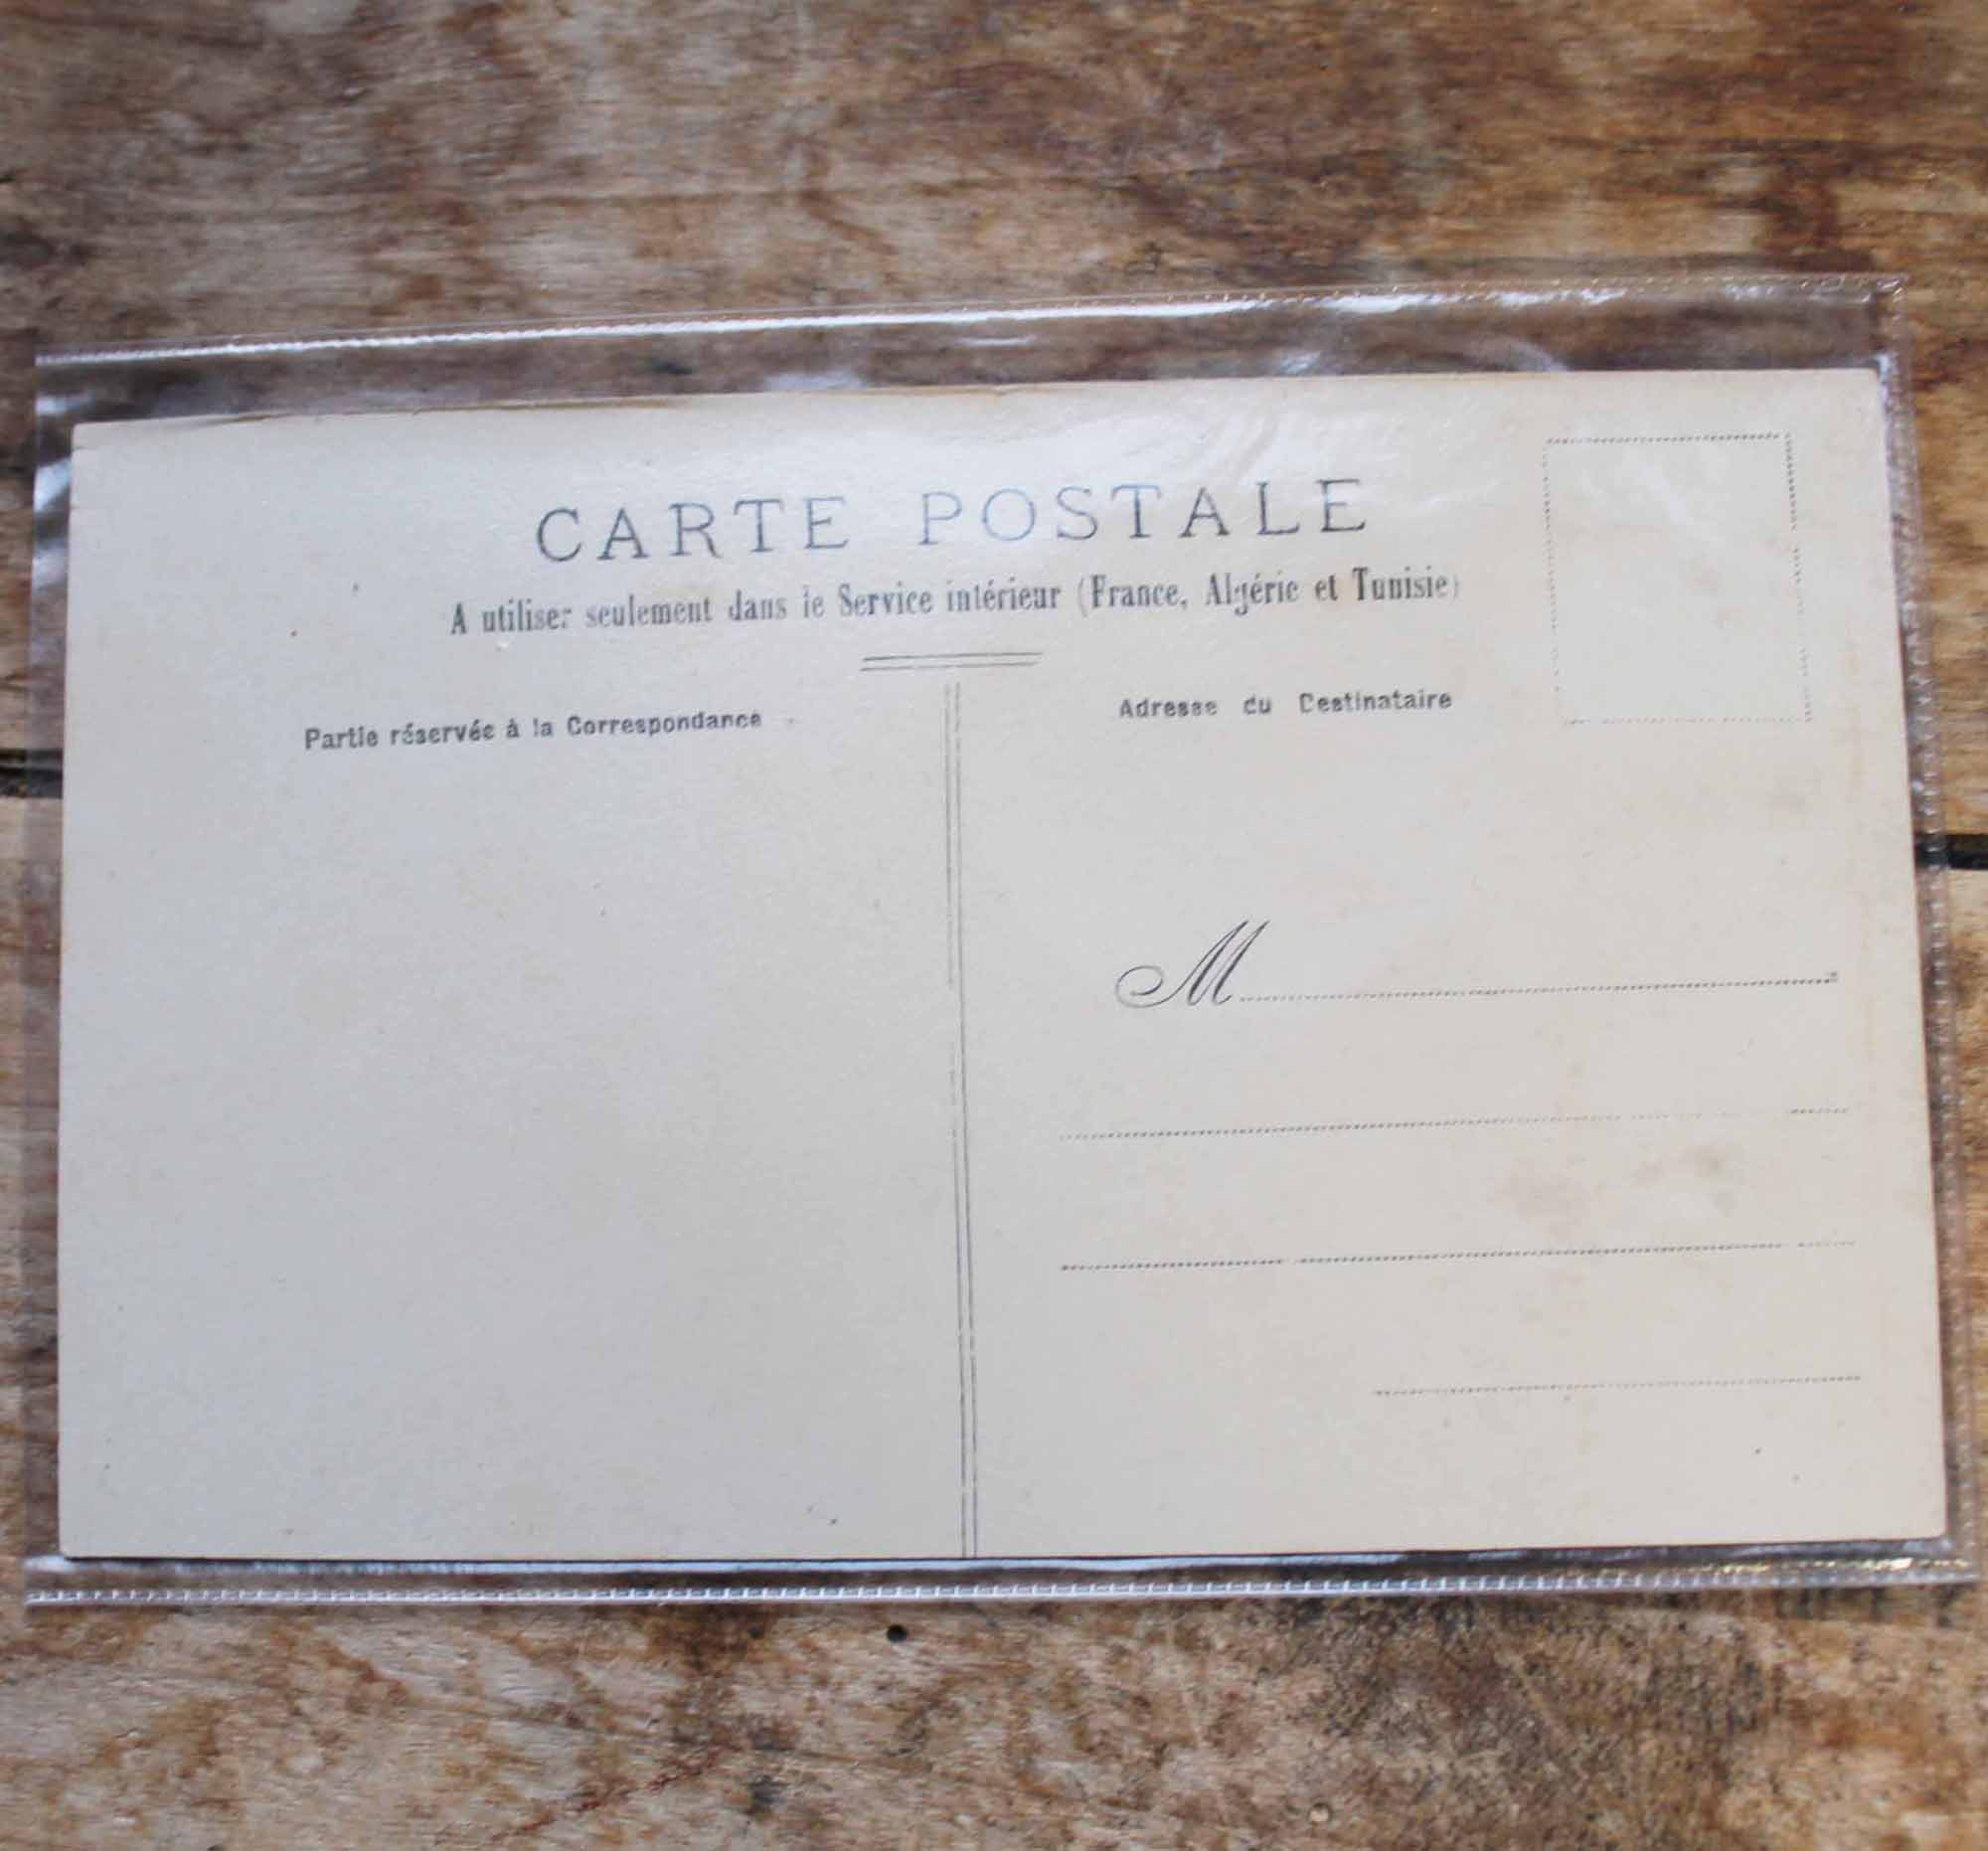 CARTE POSTALE
A utiliser seulement dans le Service intérieur (France, Algérie et Tunisie)
Partie réservée à la Correspondance
Adresse du Destinataire
M